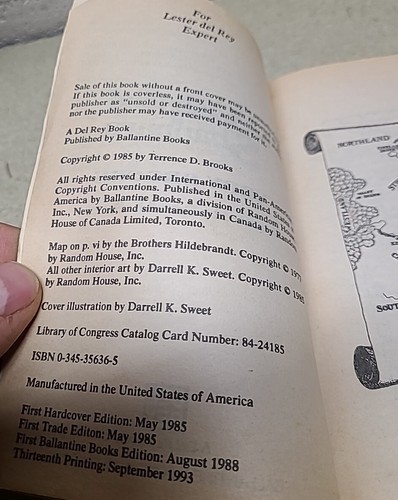 For
Lester del Rey
Expert
Sale of this book without a front cover may be
If this book is coverless, it may have been
publisher as "unsold or destroyed" and neither the
nor the publisher may have received payment for
A Del Rey Book
Published by Ballantine Books
Copyright © 1985 by Terrence D. Brooks
All rights reserved under International and Pan-American
Copyright Conventions. Published in the United States
America by Ballantine Books, a division of Random House,
Inc., New York, and simultaneously in Canada by Random
House of Canada Limited, Toronto.
Map on p. vi by the Brothers Hildebrandt. Copyright © 1977
by Random House, Inc.
All other interior art by Darrell K. Sweet. Copyright © 1985
by Random House, Inc.
Cover illustration by Darrell K. Sweet
Library of Congress Catalog Card Number: 84-24185
ISBN 0-345-35636-5
Manufactured in the United States of America
First Hardcover Edition: May 1985
First Trade Editon: May 1985
First Ballantine Books Edition: August 1988
Thirteenth Printing: September 1993
NORTHLAND